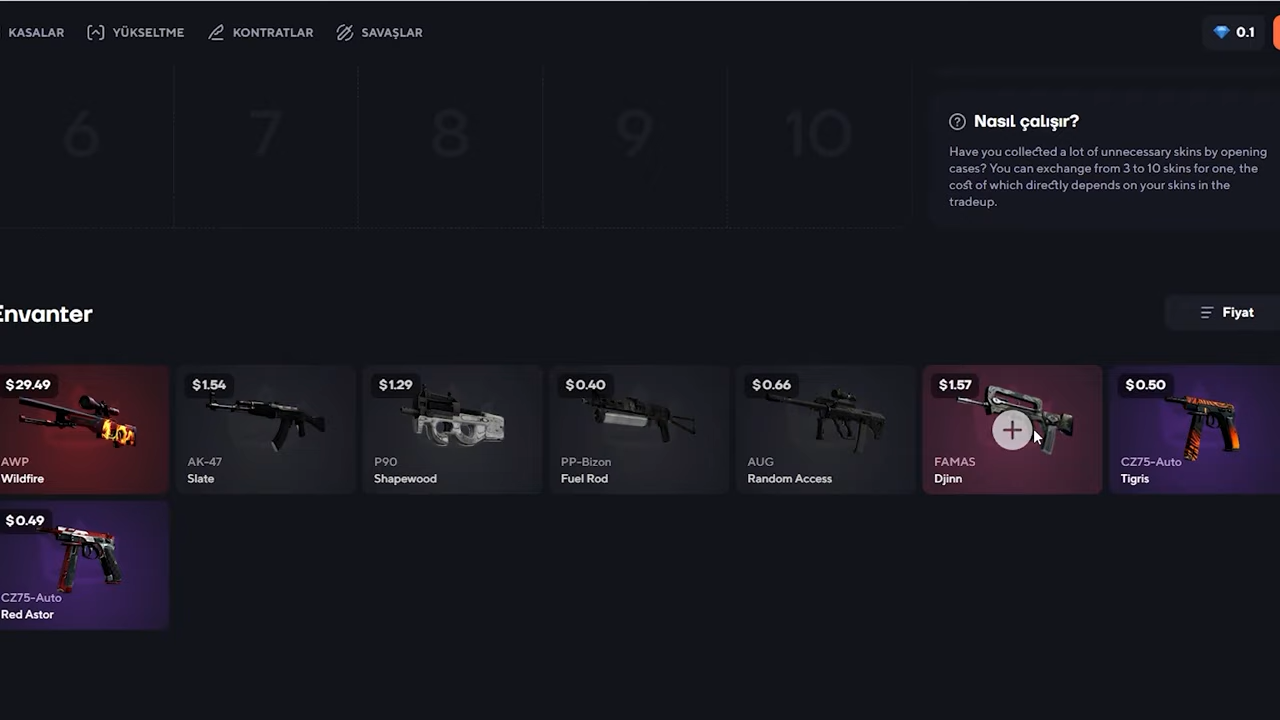 KASALAR YÜKSELTME KONTRATLAR SAVAŞLAR 0.1
6 7 8 9 10
Nasıl çalışır?
Have you collected a lot of unnecessary skins by opening
cases? You can exchange from 3 to 10 skins for one, the
cost of which directly depends on your skins in the
tradeup.
Envanter
Fiyat
$29.49
AWP
Wildfire
$1.54
AK-47
Slate
$1.29
P90
Shapewood
$0.40
PP-Bizon
Fuel Rod
$0.66
AUG
Random Access
$1.57
FAMAS
Djinn
$0.50
CZ75-Auto
Tigris
$0.49
CZ75-Auto
Red Astor